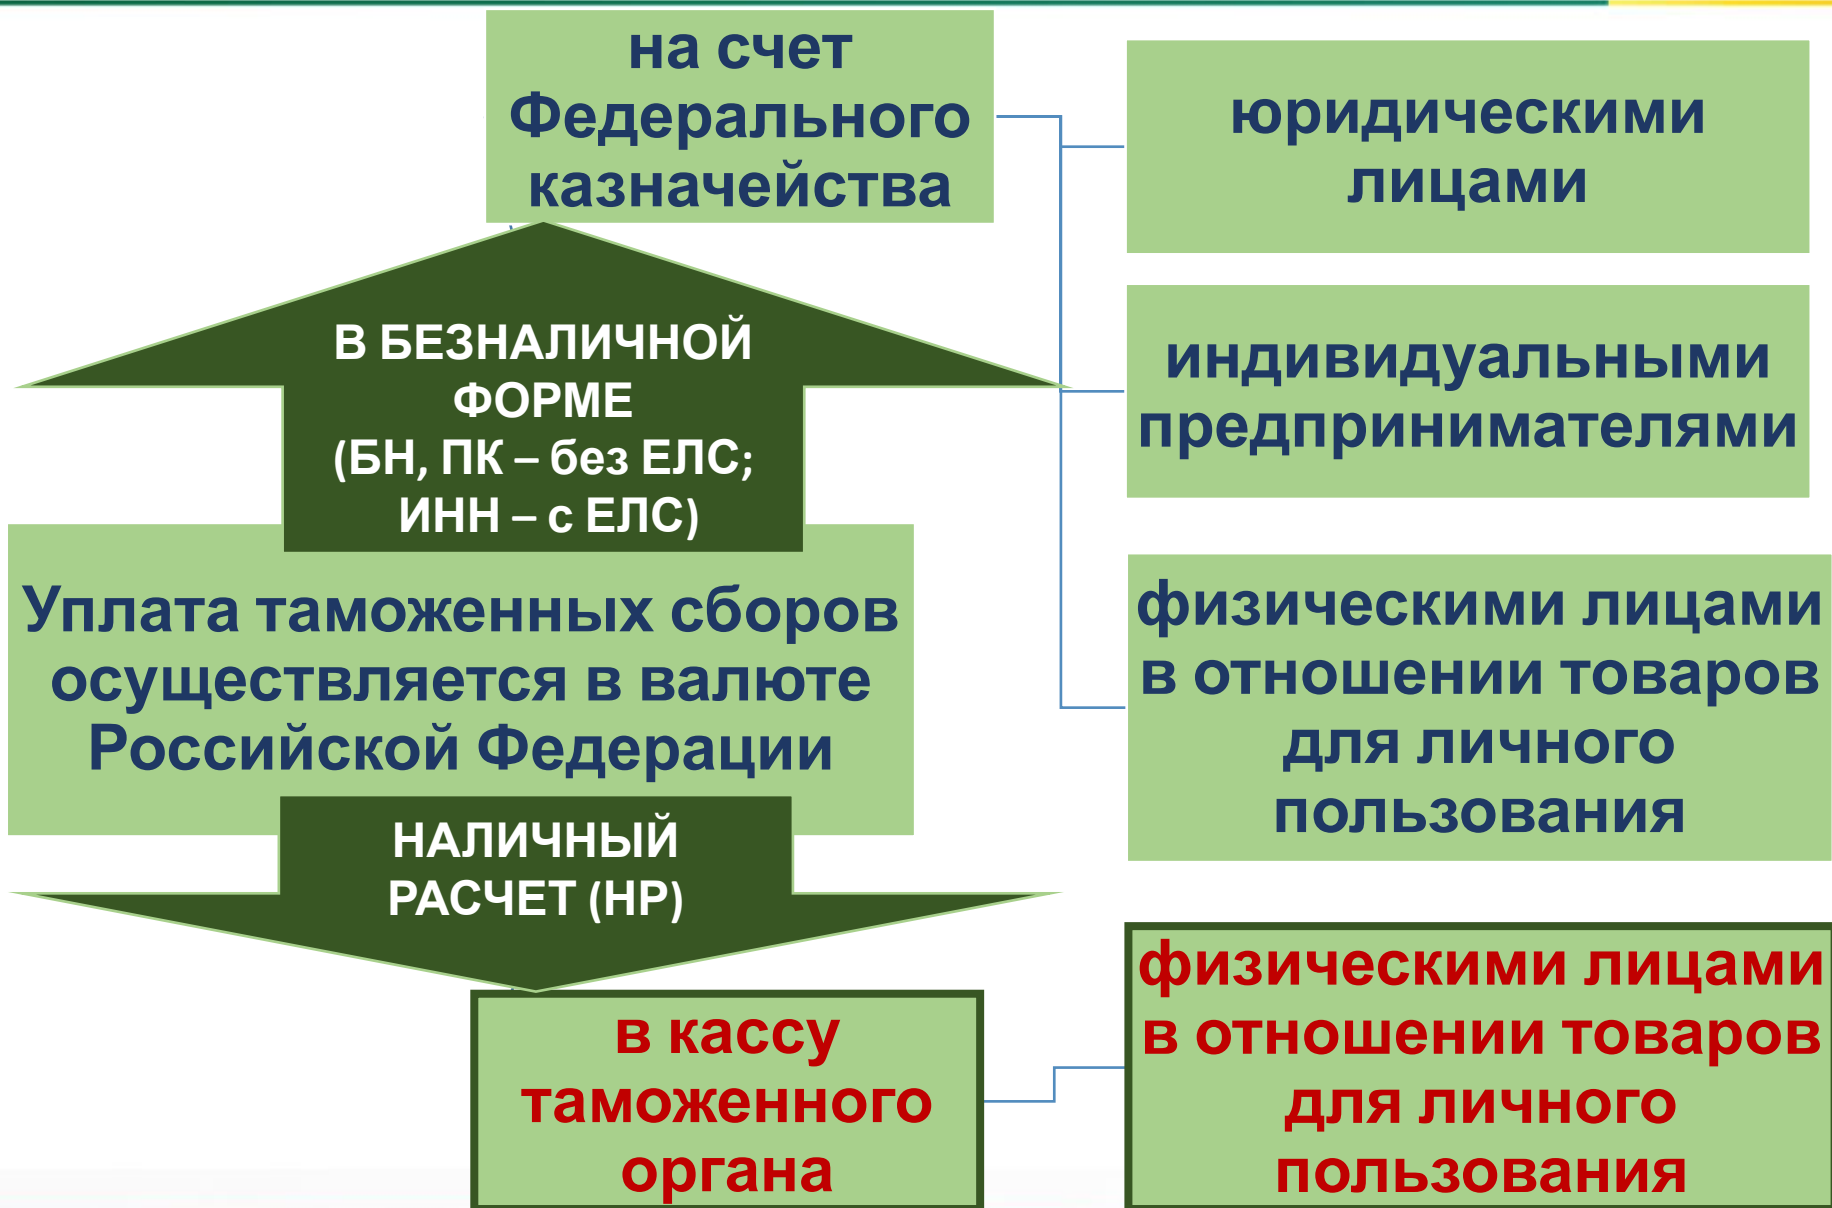 на счет
Федерального
казначейства
юридическими
лицами
В БЕЗНАЛИЧНОЙ
ФОРМЕ
(БН, ПК – без ЕЛС;
ИНН – с ЕЛС)
индивидуальными
предпринимателями
Уплата таможенных сборов
осуществляется в валюте
Российской Федерации
физическими лицами
в отношении товаров
для личного
пользования
НАЛИЧНЫЙ
РАСЧЕТ (НР)
в кассу
таможенного
органа
физическими лицами
в отношении товаров
для личного
пользования